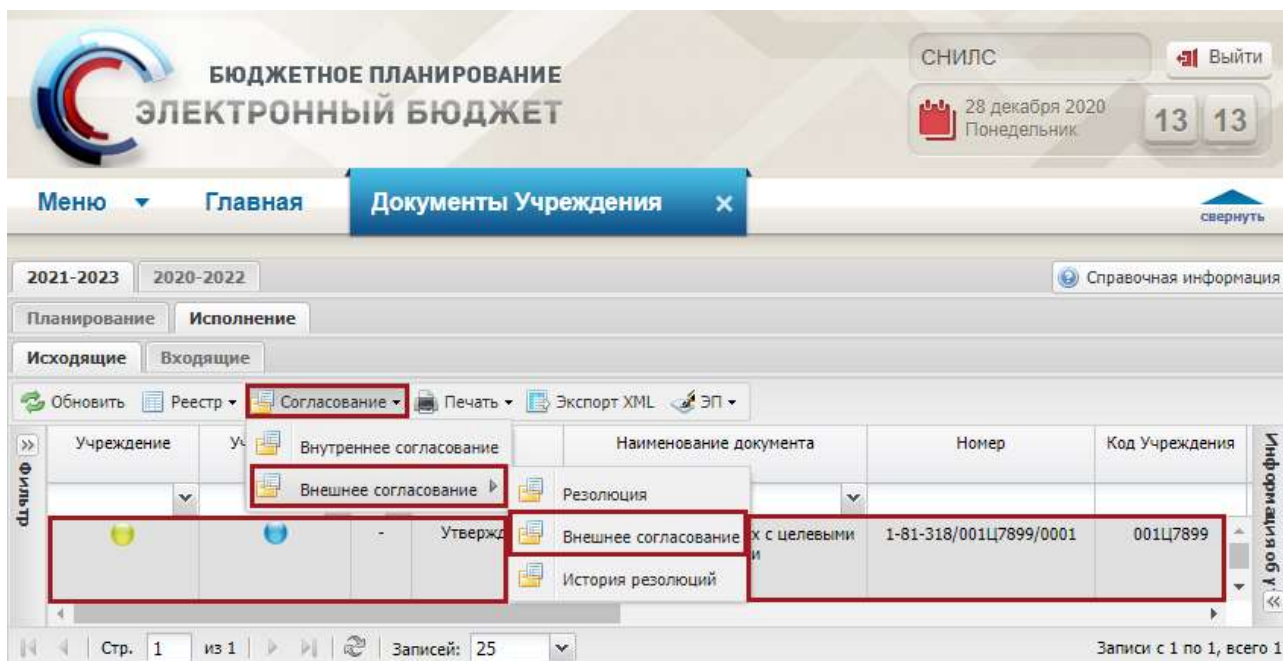 БЮДЖЕТНОЕ ПЛАНИРОВАНИЕ
ЭЛЕКТРОННЫЙ БЮДЖЕТ
СНИЛС
Выйти
28 декабря 2020
Понедельник
13 13
Меню Главная Документы Учреждения
свернуть
2021-2023 2020-2022 Справочная информация
Планирование Исполнение
Исходящие Входящие
Обновить Реестр Согласование Печать Экспорт XML ЭП
Учреждение Наименование документа Номер Код Учреждения
Фильтр
Внутреннее согласование
Внешнее согласование
Резолюция
Внешнее согласование
История резолюций
- Утвержд х с целевыми 1-81-318/001Ц7899/0001 001Ц7899
и
Информация об у
Стр. 1 из 1 Записей: 25 Записи с 1 по 1, всего 1